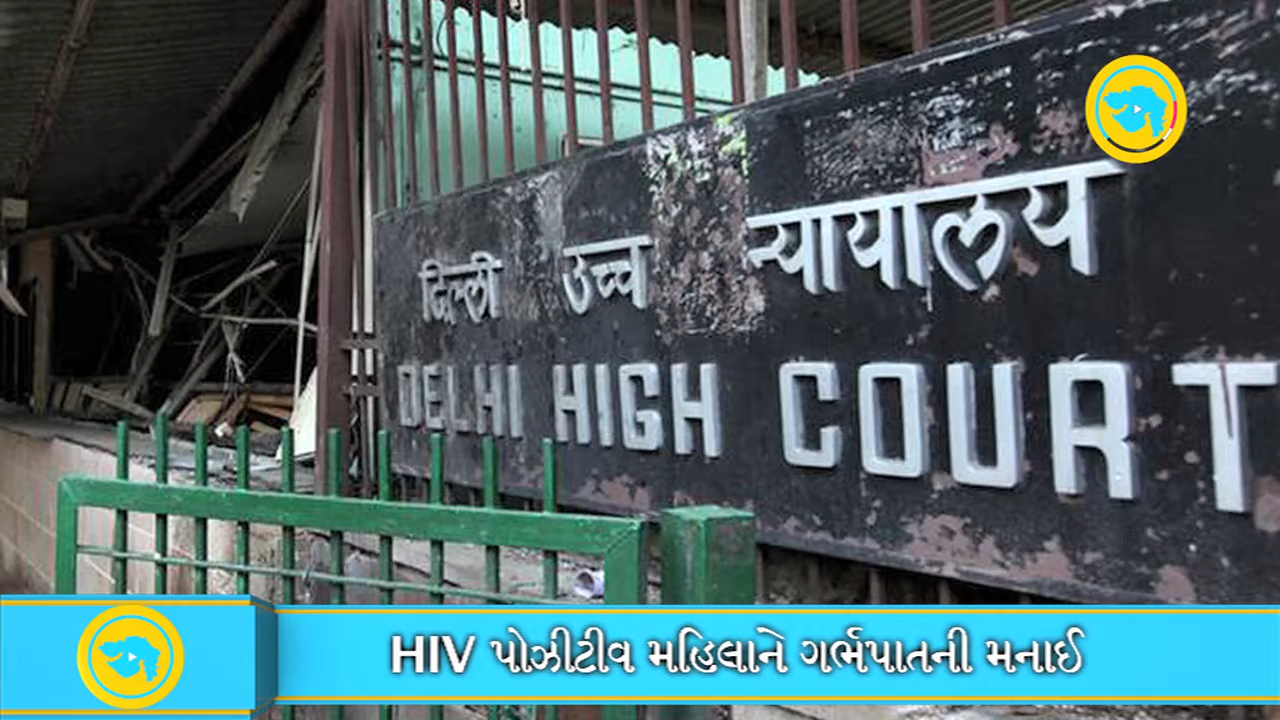 दिल्ली उच्च न्यायालय
DELHI HIGH COURT
HIV પોઝીટીવ મહિલાને ગર્ભપાતની મનાઈ